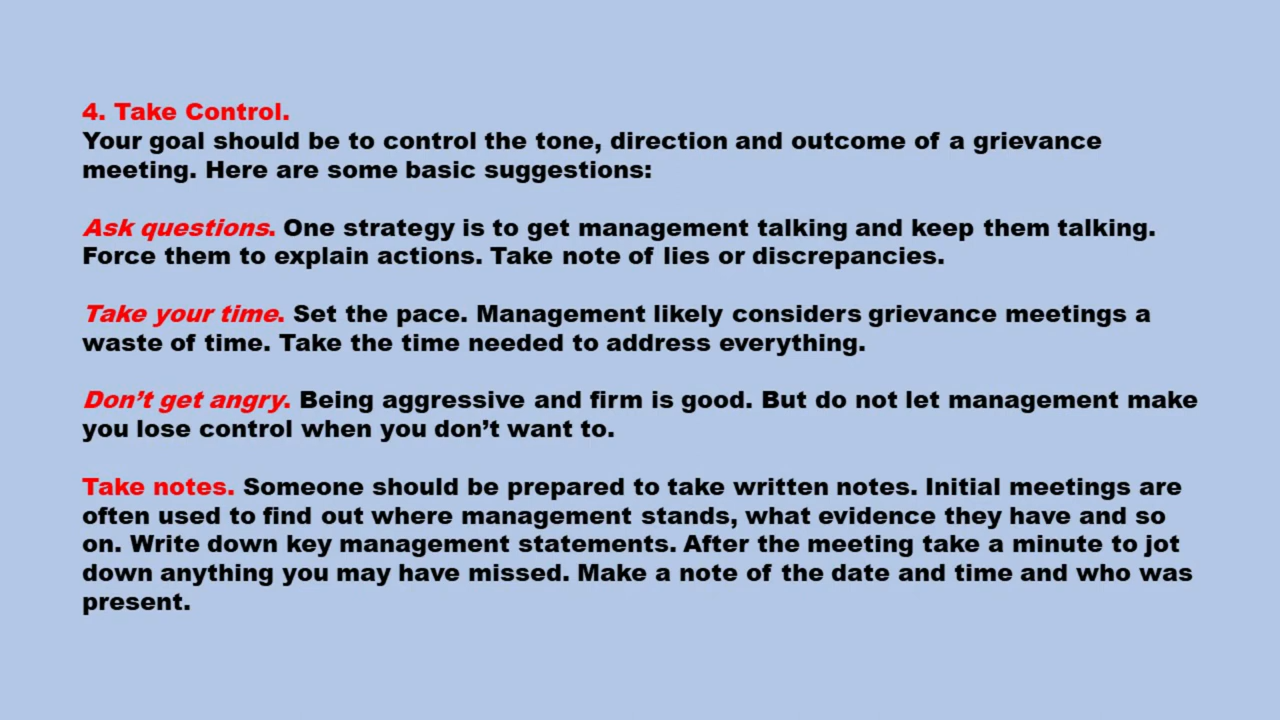 4. Take Control.
Your goal should be to control the tone, direction and outcome of a grievance
meeting. Here are some basic suggestions:
Ask questions. One strategy is to get management talking and keep them talking.
Force them to explain actions. Take note of lies or discrepancies.
Take your time. Set the pace. Management likely considers grievance meetings a
waste of time. Take the time needed to address everything.
Don’t get angry. Being aggressive and firm is good. But do not let management make
you lose control when you don’t want to.
Take notes. Someone should be prepared to take written notes. Initial meetings are
often used to find out where management stands, what evidence they have and so
on. Write down key management statements. After the meeting take a minute to jot
down anything you may have missed. Make a note of the date and time and who was
present.